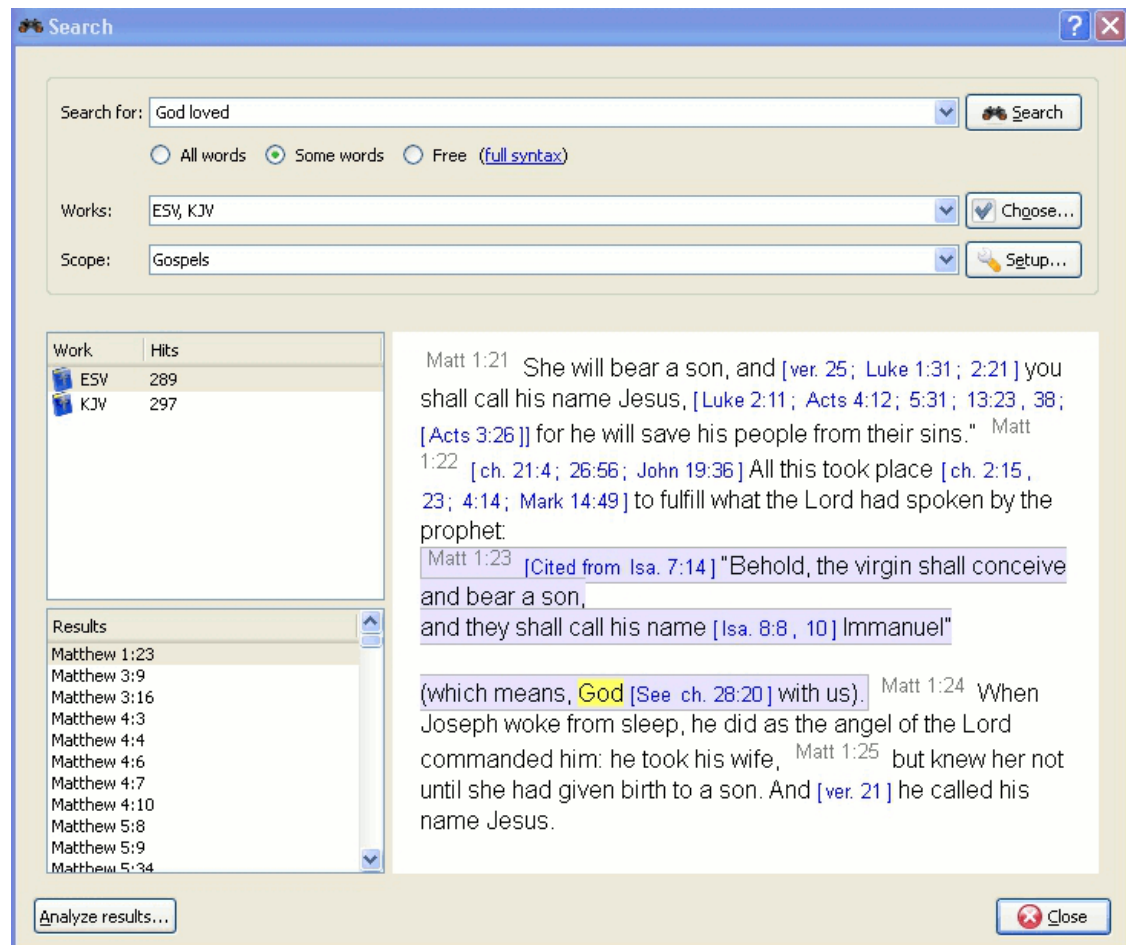 Search
Search for: God loved Search
All words Some words Free (full syntax)
Works: ESV, KJV Choose...
Scope: Gospels Setup...
Work Hits
ESV 289
KJV 297
Results
Matthew 1:23
Matthew 3:9
Matthew 3:16
Matthew 4:3
Matthew 4:4
Matthew 4:6
Matthew 4:7
Matthew 4:10
Matthew 5:8
Matthew 5:9
Matthew 5:34
Matt 1:21 She will bear a son, and [ver. 25; Luke 1:31; 2:21] you
shall call his name Jesus, [Luke 2:11; Acts 4:12; 5:31; 13:23, 38;
[Acts 3:26]] for he will save his people from their sins." Matt
1:22 [ch. 21:4; 26:56; John 19:36] All this took place [ch. 2:15,
23; 4:14; Mark 14:49] to fulfill what the Lord had spoken by the
prophet:
Matt 1:23 [Cited from Isa. 7:14] "Behold, the virgin shall conceive
and bear a son,
and they shall call his name [Isa. 8:8, 10] Immanuel"
(which means, God [See ch. 28:20] with us). Matt 1:24 When
Joseph woke from sleep, he did as the angel of the Lord
commanded him: he took his wife, Matt 1:25 but knew her not
until she had given birth to a son. And [ver. 21] he called his
name Jesus.
Analyze results... Close